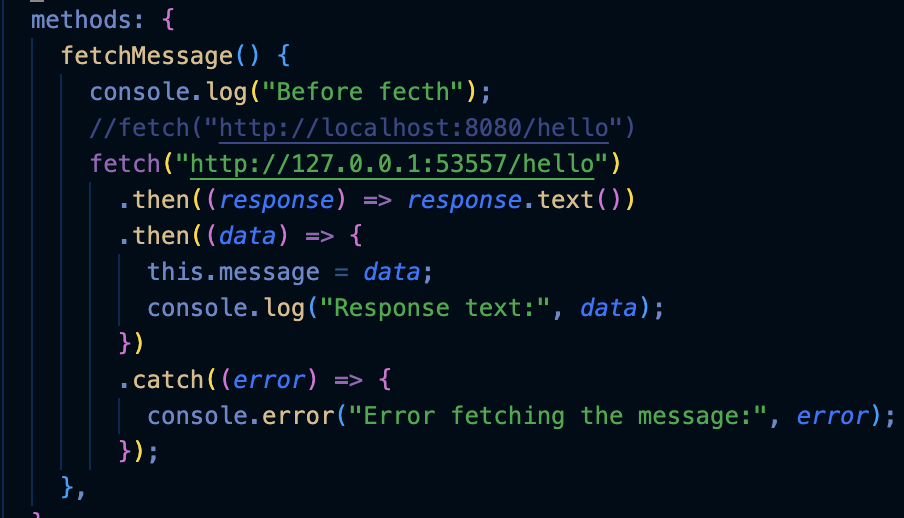 methods: {
fetchMessage() {
console.log("Before fecth");
//fetch("http://localhost:8080/hello")
fetch("http://127.0.0.1:53557/hello")
.then((response) => response.text())
.then((data) => {
this.message = data;
console.log("Response text:", data);
})
.catch((error) => {
console.error("Error fetching the message:", error);
});
},